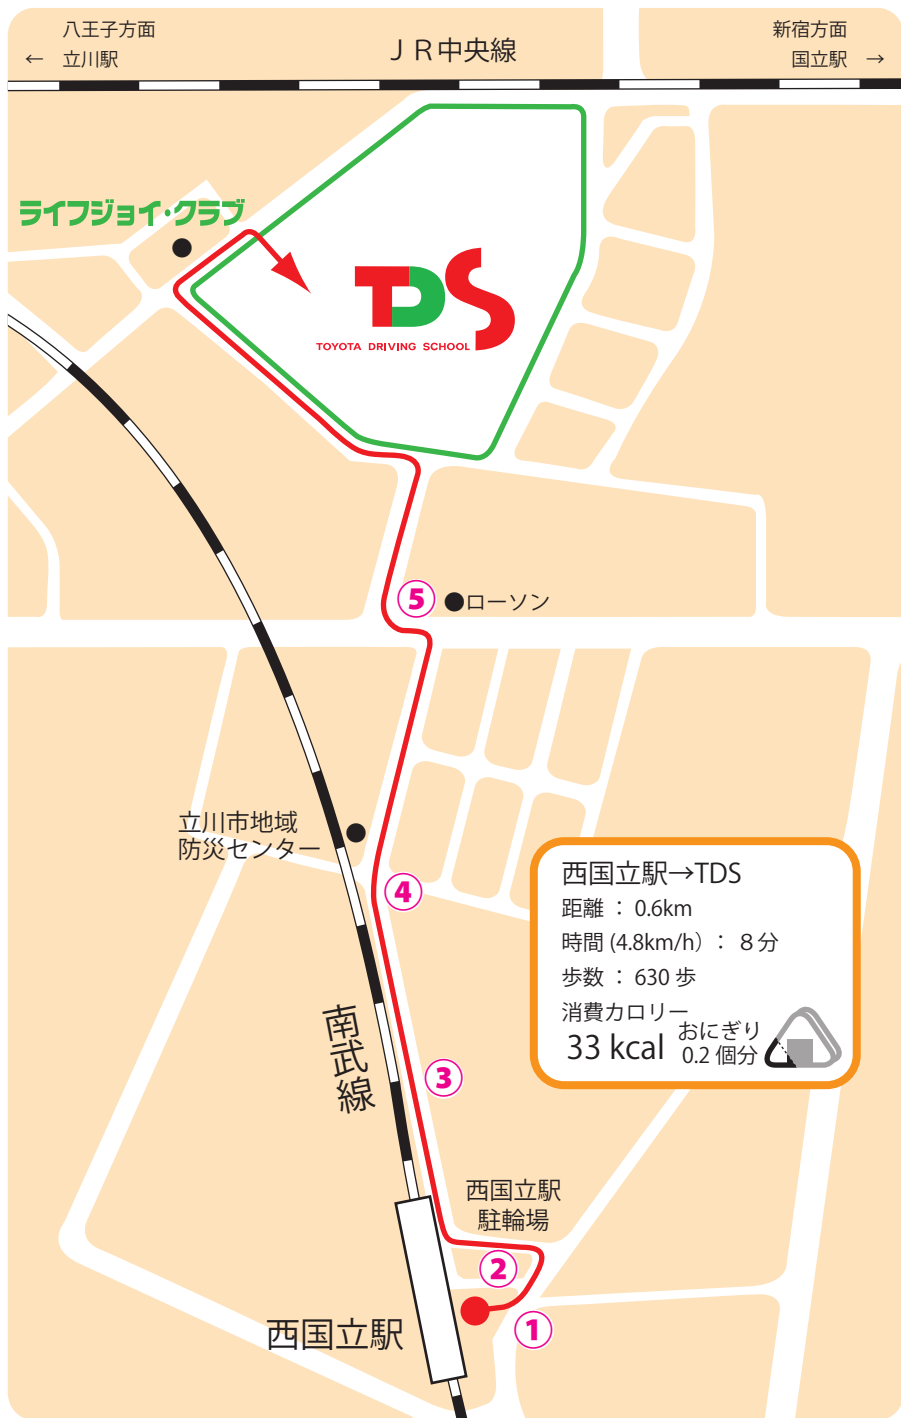 八王子方面
← 立川駅
ＪＲ中央線
新宿方面
国立駅 →
ライフジョイ・クラブ
TDS
TOYOTA DRIVING SCHOOL
⑤
●ローソン
立川市地域
防災センター
④
西国立駅→TDS
距離 ： 0.6km
時間 (4.8km/h) ： ８分
歩数 ： 630 歩
消費カロリー
33 kcal
おにぎり
0.2 個分
南武線
③
西国立駅
駐輪場
②
①
西国立駅